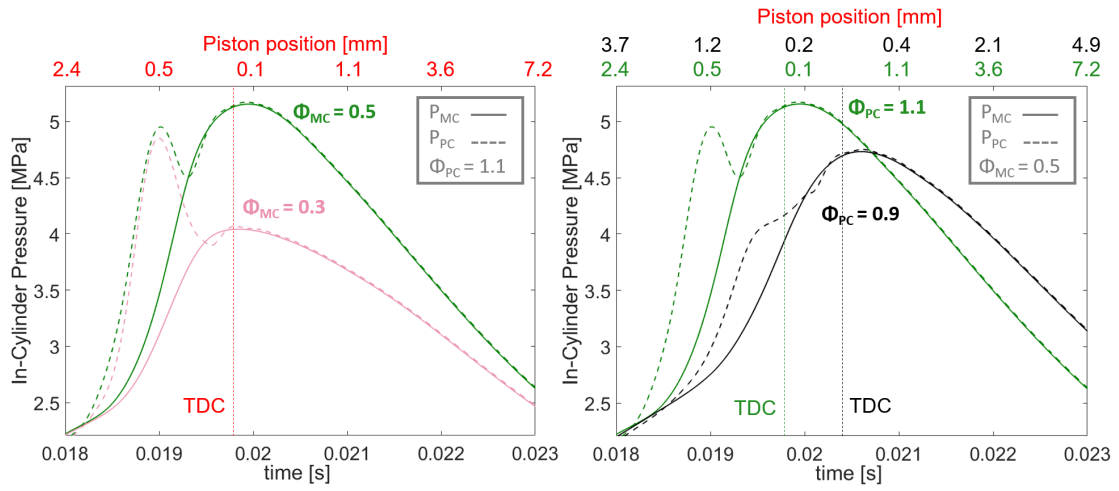 Piston position [mm]
2.4 0.5 0.1 1.1 3.6 7.2
In-Cylinder Pressure [MPa]
5
4.5
4
3.5
3
2.5
ΦMC = 0.5
ΦMC = 0.3
PMC
PPC
ΦPC = 1.1
TDC
0.018 0.019 0.02 0.021 0.022 0.023
time [s]
Piston position [mm]
3.7 1.2 0.2 0.4 2.1 4.9
2.4 0.5 0.1 1.1 3.6 7.2
In-Cylinder Pressure [MPa]
5
4.5
4
3.5
3
2.5
ΦPC = 1.1
ΦPC = 0.9
PMC
PPC
ΦMC = 0.5
TDC
TDC
0.018 0.019 0.02 0.021 0.022 0.023
time [s]